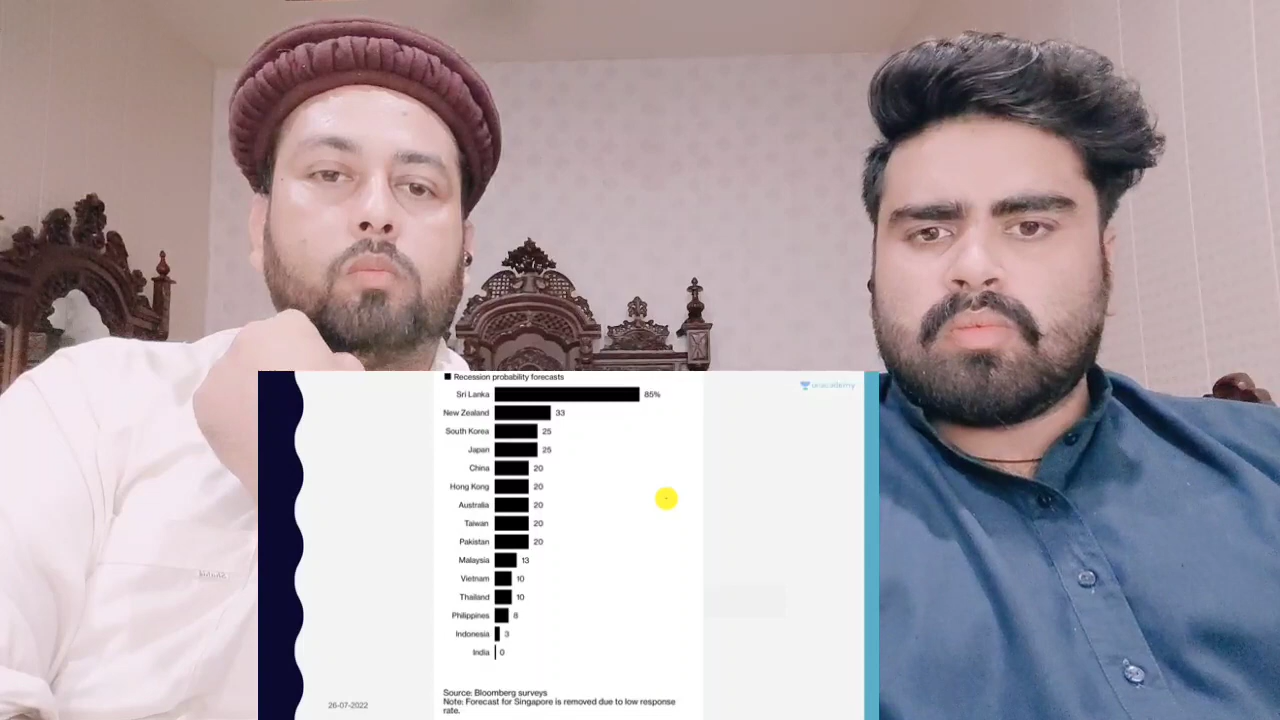 Recession probability forecasts
unacademy
Sri Lanka 85%
New Zealand 33
South Korea 25
Japan 25
China 20
Hong Kong 20
Australia 20
Taiwan 20
Pakistan 20
Malaysia 13
Vietnam 10
Thailand 10
Philippines 8
Indonesia 3
India 0
Source: Bloomberg surveys
Note: Forecast for Singapore is removed due to low response
rate.
26-07-2022